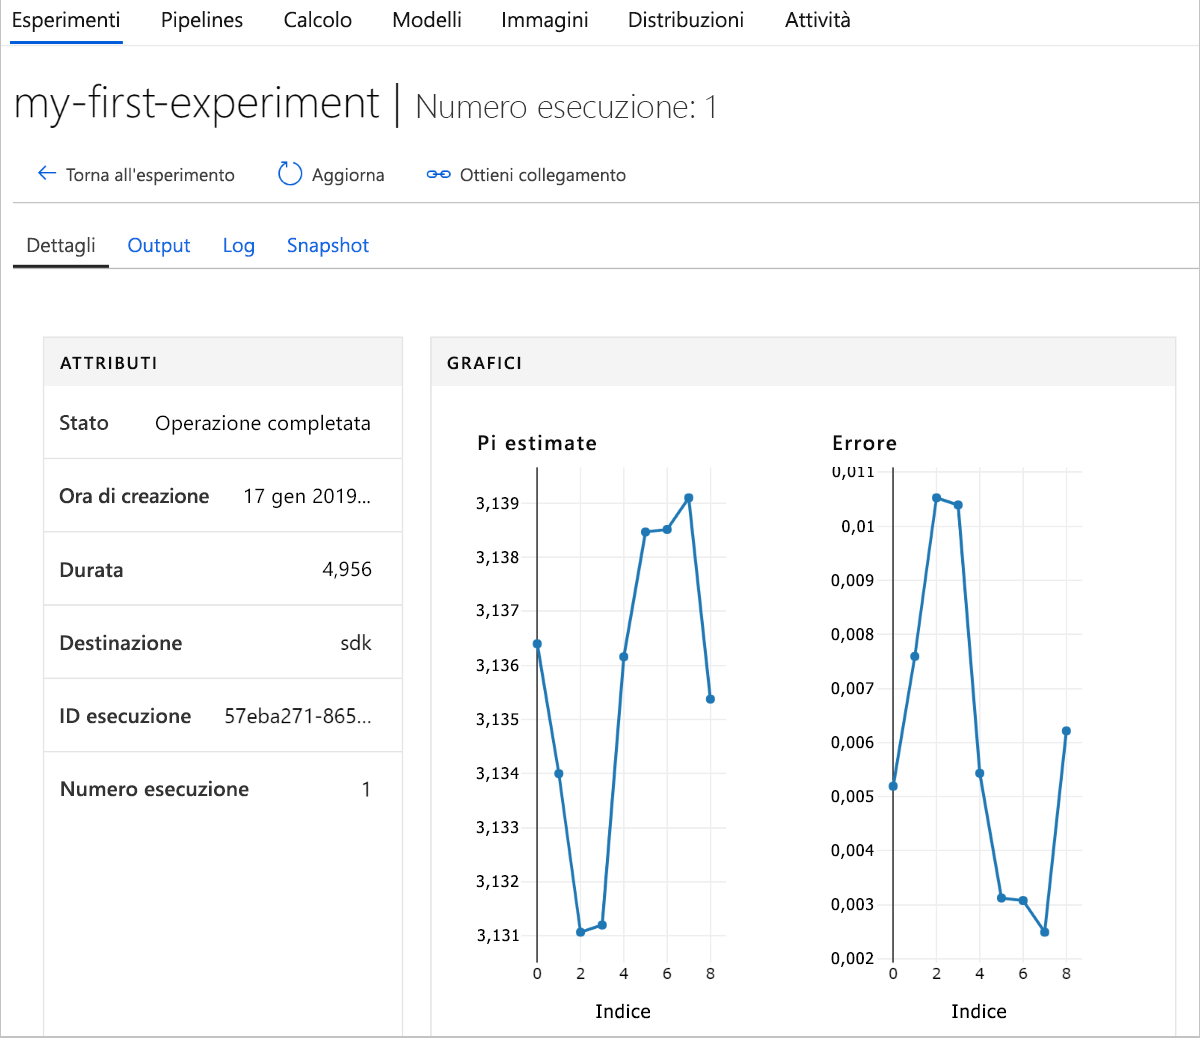 Esperimenti Pipelines Calcolo Modelli Immagini Distribuzioni Attività
my-first-experiment | Numero esecuzione: 1
Torna all'esperimento Aggiorna Ottieni collegamento
Dettagli Output Log Snapshot
ATTRIBUTI
Stato Operazione completata
Ora di creazione 17 gen 2019...
Durata 4,956
Destinazione sdk
ID esecuzione 57eba271-865...
Numero esecuzione 1
GRAFICI
Pi estimate
3,139
3,138
3,137
3,136
3,135
3,134
3,133
3,132
3,131
0 2 4 6 8
Indice
Errore
0,011
0,01
0,009
0,008
0,007
0,006
0,005
0,004
0,003
0,002
0 2 4 6 8
Indice